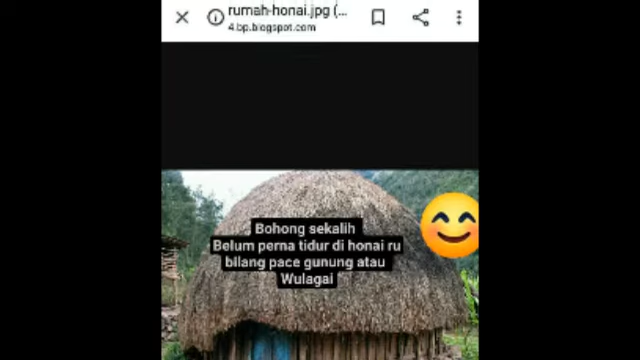 rumah-honai.jpg (...
4.bp.blogspot.com
Bohong sekalih
Belum perna tidur di honai ru
bilang pace gunung atau
Wulagai